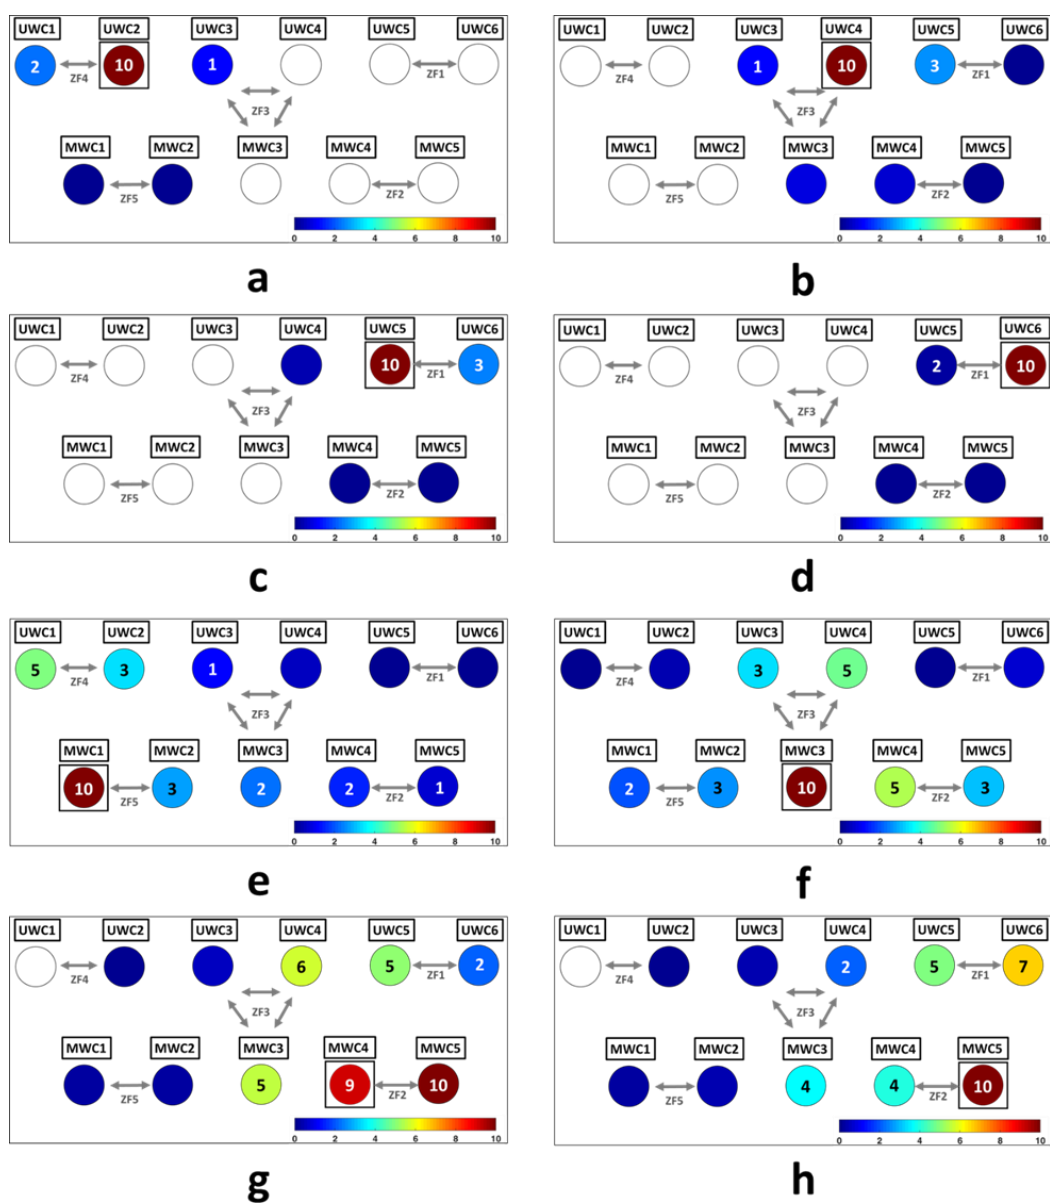 UWC1 UWC2 UWC3 UWC4 UWC5 UWC6
2 10 1
ZF4 ZF1
ZF3
MWC1 MWC2 MWC3 MWC4 MWC5
ZF5 ZF2
0 2 4 6 8 10
a
UWC1 UWC2 UWC3 UWC4 UWC5 UWC6
1 10 3
ZF4 ZF1
ZF3
MWC1 MWC2 MWC3 MWC4 MWC5
ZF5 ZF2
0 2 4 6 8 10
b
UWC1 UWC2 UWC3 UWC4 UWC5 UWC6
10 3
ZF4 ZF1
ZF3
MWC1 MWC2 MWC3 MWC4 MWC5
ZF5 ZF2
0 2 4 6 8 10
c
UWC1 UWC2 UWC3 UWC4 UWC5 UWC6
2 10
ZF4 ZF1
ZF3
MWC1 MWC2 MWC3 MWC4 MWC5
ZF5 ZF2
0 2 4 6 8 10
d
UWC1 UWC2 UWC3 UWC4 UWC5 UWC6
5 3 1
ZF4 ZF1
ZF3
MWC1 MWC2 MWC3 MWC4 MWC5
10 3 2 2 1
ZF5 ZF2
0 2 4 6 8 10
e
UWC1 UWC2 UWC3 UWC4 UWC5 UWC6
3 5
ZF4 ZF1
ZF3
MWC1 MWC2 MWC3 MWC4 MWC5
2 3 10 5 3
ZF5 ZF2
0 2 4 6 8 10
f
UWC1 UWC2 UWC3 UWC4 UWC5 UWC6
6 5 2
ZF4 ZF1
ZF3
MWC1 MWC2 MWC3 MWC4 MWC5
5 9 10
ZF5 ZF2
0 2 4 6 8 10
g
UWC1 UWC2 UWC3 UWC4 UWC5 UWC6
2 5 7
ZF4 ZF1
ZF3
MWC1 MWC2 MWC3 MWC4 MWC5
4 4 10
ZF5 ZF2
0 2 4 6 8 10
h